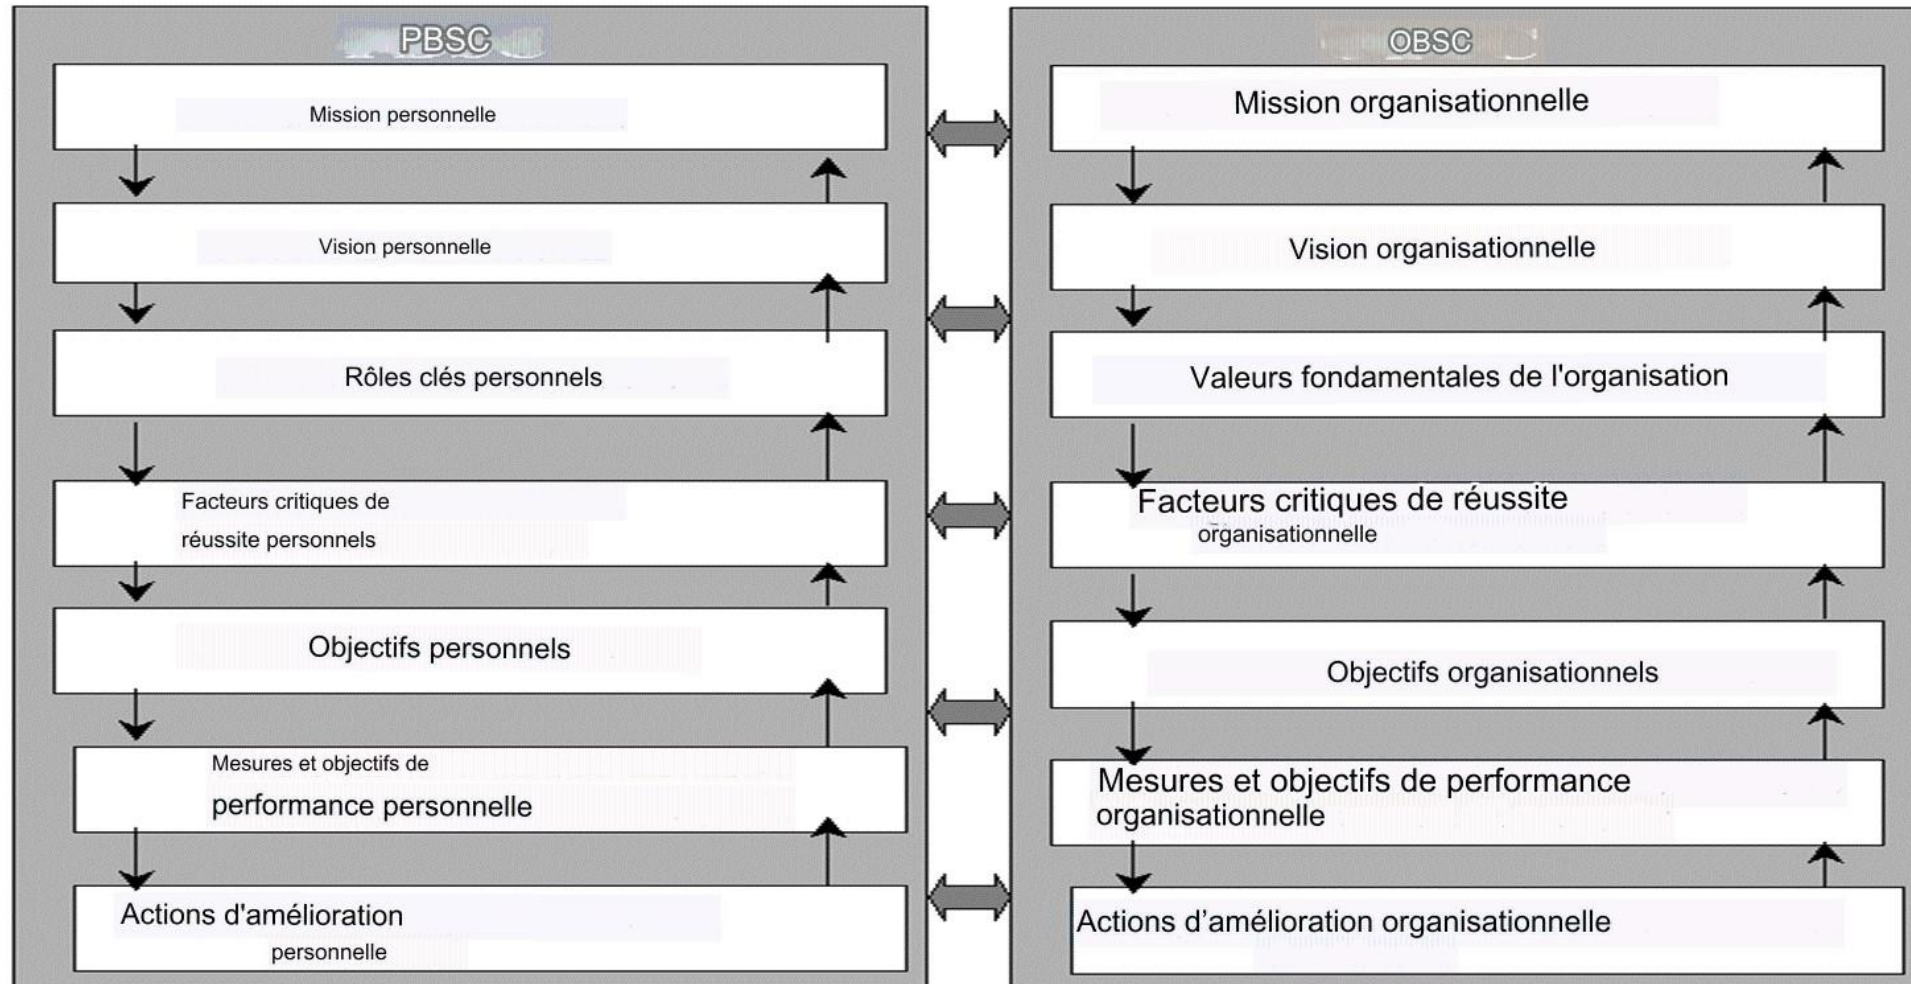 PBSC
Mission personnelle
Vision personnelle
Rôles clés personnels
Facteurs critiques de
réussite personnels
Objectifs personnels
Mesures et objectifs de
performance personnelle
Actions d'amélioration
personnelle
OBSC
Mission organisationnelle
Vision organisationnelle
Valeurs fondamentales de l'organisation
Facteurs critiques de réussite
organisationnelle
Objectifs organisationnels
Mesures et objectifs de performance
organisationnelle
Actions d’amélioration organisationnelle